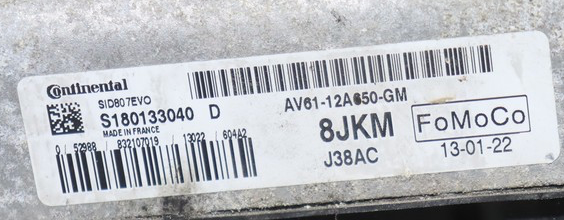 Continental
SID807EVO
S180133040 D
MADE IN FRANCE
0 52988 832107019 13022 604A2
AV61-12A650-GM
8JKM FoMoCo
J38AC 13-01-22